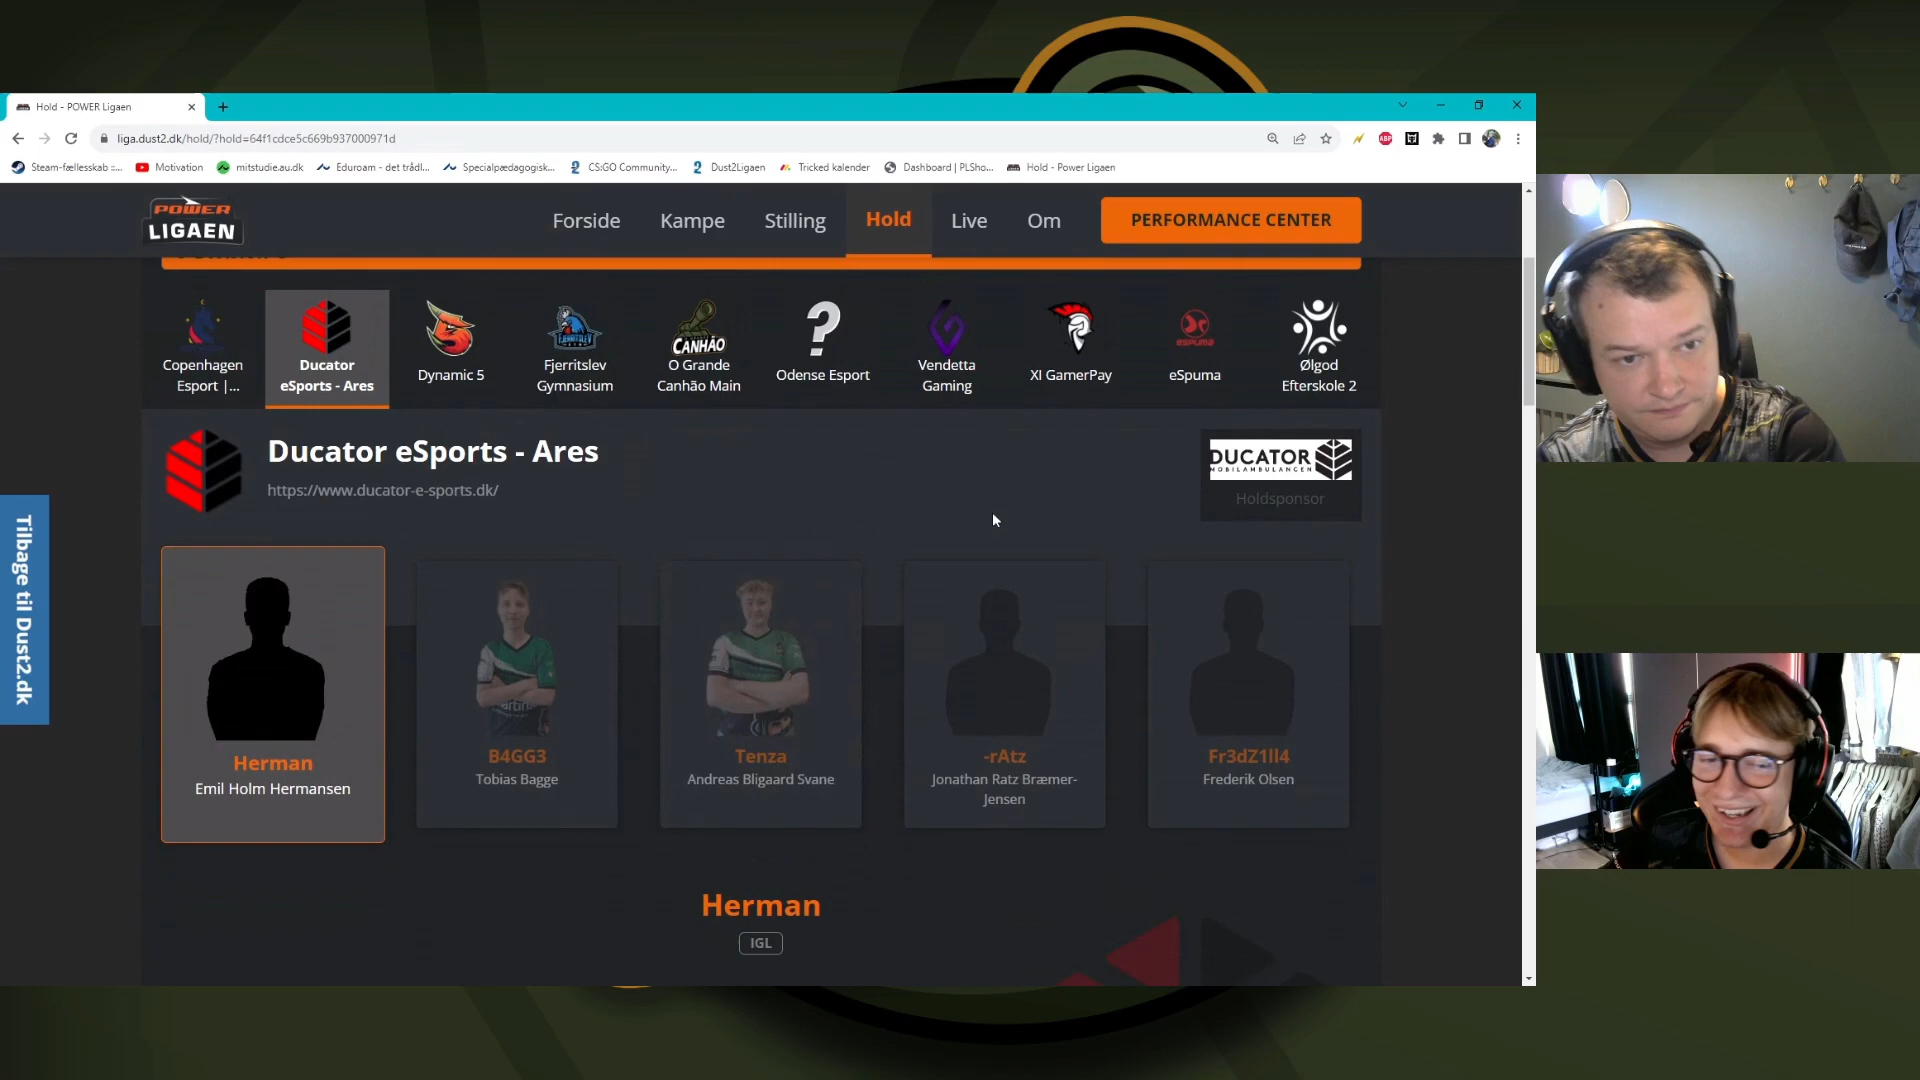 Hold - POWER Ligaen
liga.dust2.dk/hold/?hold=64f1cdce5c669b937000971d
Steam-fællesskab ::...
Motivation
mitstudie.au.dk
Eduroam - det trådl...
Specialpædagogisk...
CS:GO Community...
Dust2Ligaen
Tricked kalender
Dashboard | PLSho...
Hold - Power Ligaen
POWER
LIGAEN
Forside
Kampe
Stilling
Hold
Live
Om
PERFORMANCE CENTER
Copenhagen
Esport |...
Ducator
eSports - Ares
Dynamic 5
FJERRITSLEV
Fjerritslev
Gymnasium
CANHÃO
O Grande
Canhão Main
?
Odense Esport
Vendetta
Gaming
XI GamerPay
espuma
eSpuma
Ølgod
Efterskole 2
Ducator eSports - Ares
https://www.ducator-e-sports.dk/
DUCATOR
MOBILAMBULANCEN
Holdsponsor
Tilbage til Dust2.dk
Herman
Emil Holm Hermansen
B4GG3
Tobias Bagge
Tenza
Andreas Bligaard Svane
-rAtz
Jonathan Ratz Bræmer-
Jensen
Fr3dZ1ll4
Frederik Olsen
Herman
IGL